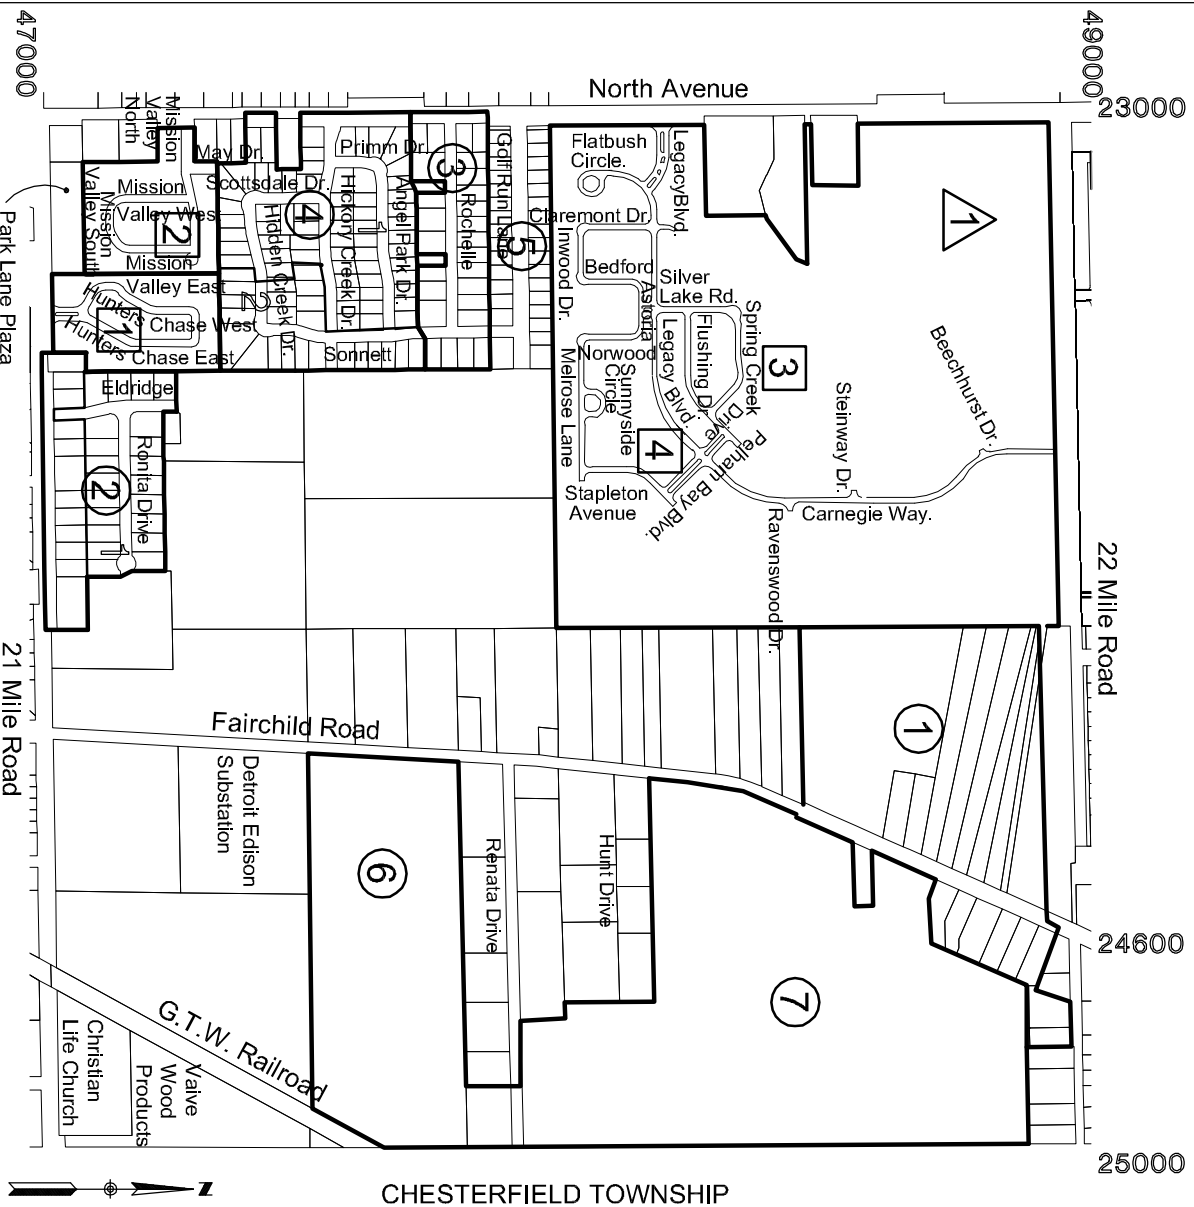 47000
49000
North Avenue
23000
Mission
Valley
North
May Dr.
Primm Dr.
3
Golf Run Lane
Flatbush
Circle.
LegacyBlvd.
1
Mission
Valley West
Mission
Valley South
2
Mission
Valley East
Scottsdale Dr.
4
Hickory Creek Dr.
Hidden Creek Dr.
Angel Park Dr.
Rochelle
5
Claremont Dr.
Inwood Dr.
Bedford
Astoria
Silver
Lake Rd.
Spring Creek
Drive
Park Lane Plaza
Hunters
Chase West
1
Hunters
Chase East
2
Sonnett
Legacy Blvd.
Flushing Dr.
3
Beechhurst Dr.
Eldridge
Norwood
Circle
Sunnyside
Melrose Lane
4
Pelham Bay Blvd.
Steinway Dr.
Ronita Drive
2
Stapleton
Avenue
Carnegie Way.
Ravenswood Dr.
22 Mile Road
21 Mile Road
Fairchild Road
1
Detroit Edison
Substation
6
Renata Drive
Hunt Drive
7
24600
G.T.W. Railroad
Christian
Life Church
Vaive
Wood
Products
25000
N
CHESTERFIELD TOWNSHIP